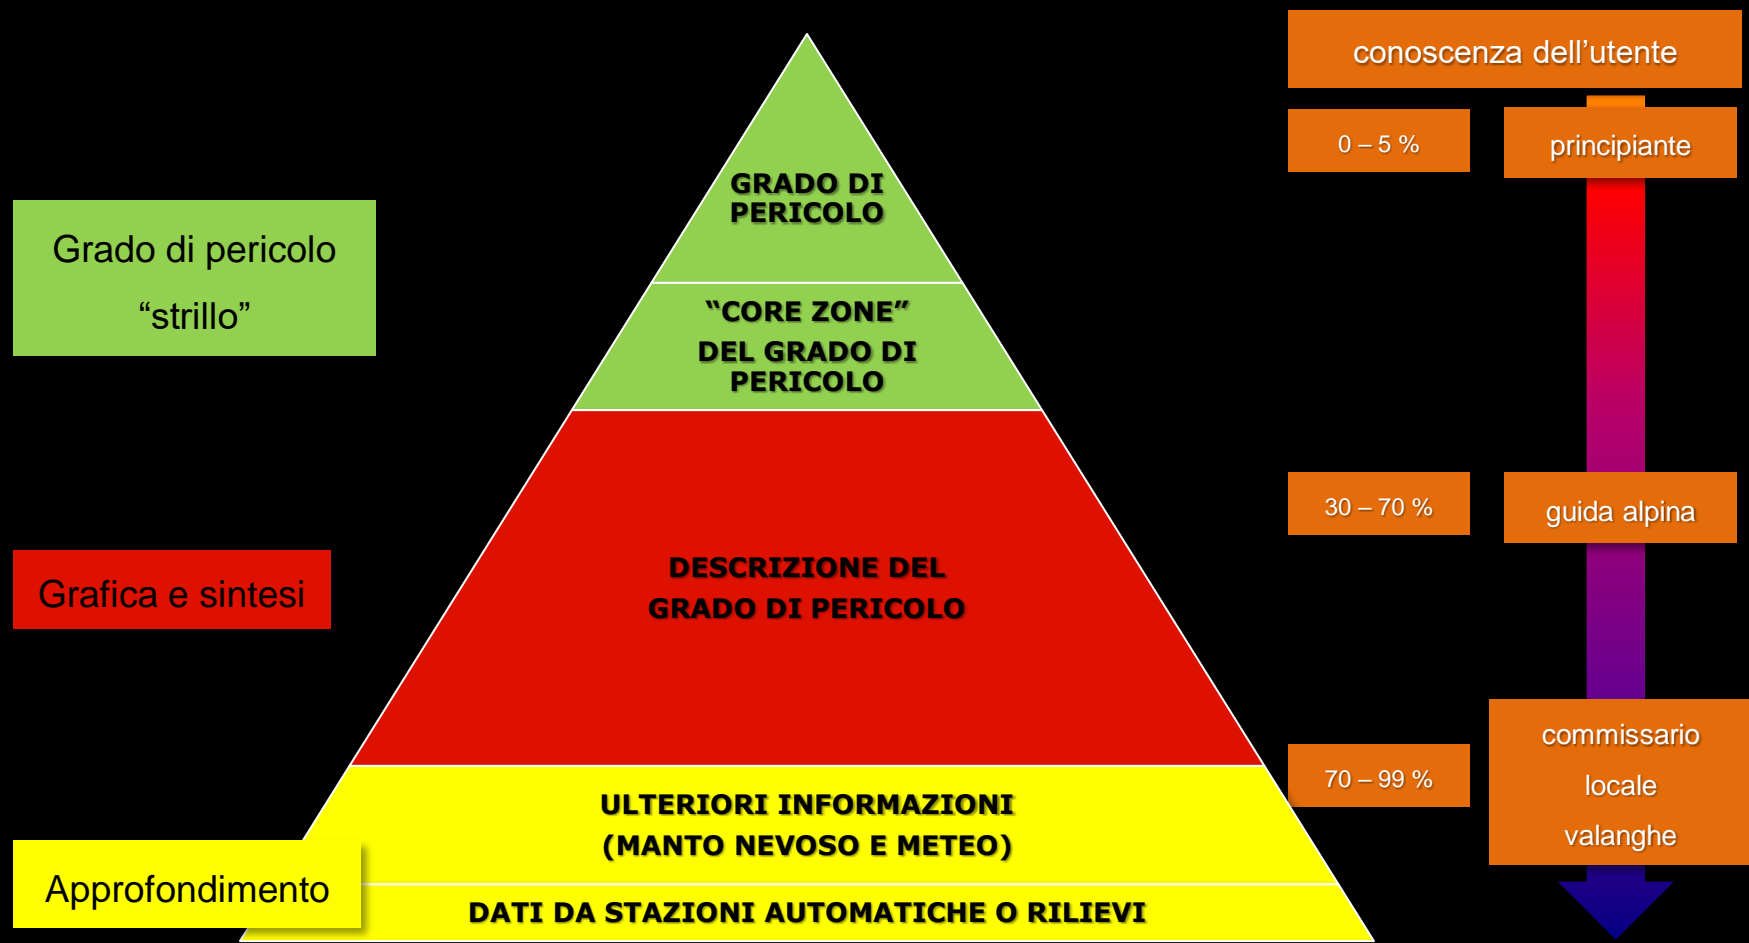 conoscenza dell’utente
0 – 5 %
principiante
GRADO DI
PERICOLO
Grado di pericolo
“strillo”
“CORE ZONE”
DEL GRADO DI
PERICOLO
30 – 70 %
guida alpina
DESCRIZIONE DEL
GRADO DI PERICOLO
Grafica e sintesi
70 – 99 %
commissario
locale
valanghe
ULTERIORI INFORMAZIONI
(MANTO NEVOSO E METEO)
Approfondimento
DATI DA STAZIONI AUTOMATICHE O RILIEVI